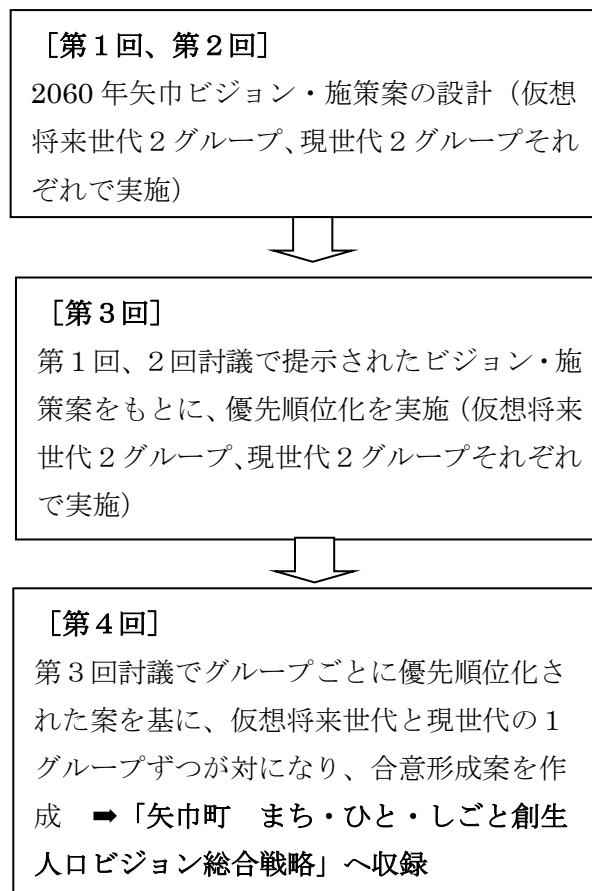 ［第１回、第２回］
2060 年矢巾ビジョン・施策案の設計（仮想
将来世代２グループ、現世代２グループそれ
ぞれで実施）
［第３回］
第１回、２回討議で提示されたビジョン・施
策案をもとに、優先順位化を実施（仮想将来
世代２グループ、現世代２グループそれぞれ
で実施）
［第４回］
第３回討議でグループごとに優先順位化さ
れた案を基に、仮想将来世代と現世代の１
グループずつが対になり、合意形成案を作
成　➡「矢巾町　まち・ひと・しごと創生
人ロビジョン総合戦略」へ収録